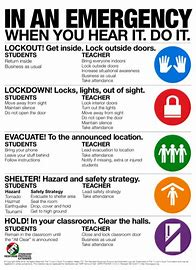 IN AN EMERGENCY
WHEN YOU HEAR IT. DO IT.
LOCKOUT! Get inside. Lock outside doors.
STUDENTS
Return inside
Business as usual
TEACHER
Bring everyone indoors
Lock outside doors
Increase situational awareness
Business as usual
Take attendance
LOCKDOWN! Locks, lights, out of sight.
STUDENTS
Move away from sight
Maintain silence
Do not open the door
TEACHER
Lock interior doors
Turn out the lights
Move away from sight
Maintain silence
Do not open the door
Take attendance
EVACUATE! To the announced location.
STUDENTS
Bring your phone
Leave your stuff behind
Follow instructions
TEACHER
Lead evacuation to location
Take attendance
Notify if missing, extra or injured
students
SHELTER! Hazard and safety strategy.
STUDENTS
Hazard
Safety Strategy
Tornado
Evacuate to shelter area
Hazmat
Seal the room
Earthquake
Drop, cover and hold
Tsunami
Get to high ground
TEACHER
Lead safety strategy
Take attendance
HOLD! In your classroom. Clear the halls.
STUDENTS
Remain in the classroom until
the "All Clear" is announced
TEACHER
Close and lock classroom door
Business as usual
Take attendance